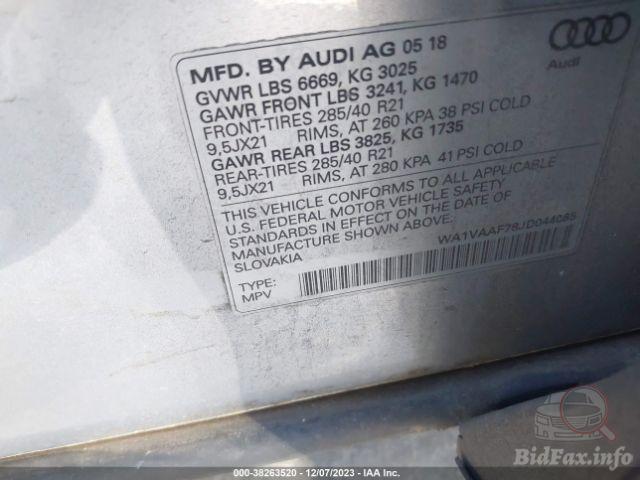 MFD. BY AUDI AG 05 18
GVWR LBS 6669, KG 3025
GAWR FRONT LBS 3241, KG 1470
FRONT-TIRES 285/40 R21
9,5JX21 RIMS, AT 260 KPA 38 PSI COLD
GAWR REAR LBS 3825, KG 1735
REAR-TIRES 285/40 R21
9,5JX21 RIMS, AT 280 KPA 41 PSI COLD
Audi
THIS VEHICLE CONFORMS TO ALL APPLICABLE
U.S. FEDERAL MOTOR VEHICLE SAFETY
STANDARDS IN EFFECT ON THE DATE OF
MANUFACTURE SHOWN ABOVE.
SLOVAKIA
WA1VAAF78JD044085
TYPE:
MPV
BidFax.info
000-38263520 - 12/07/2023 - IAA Inc.